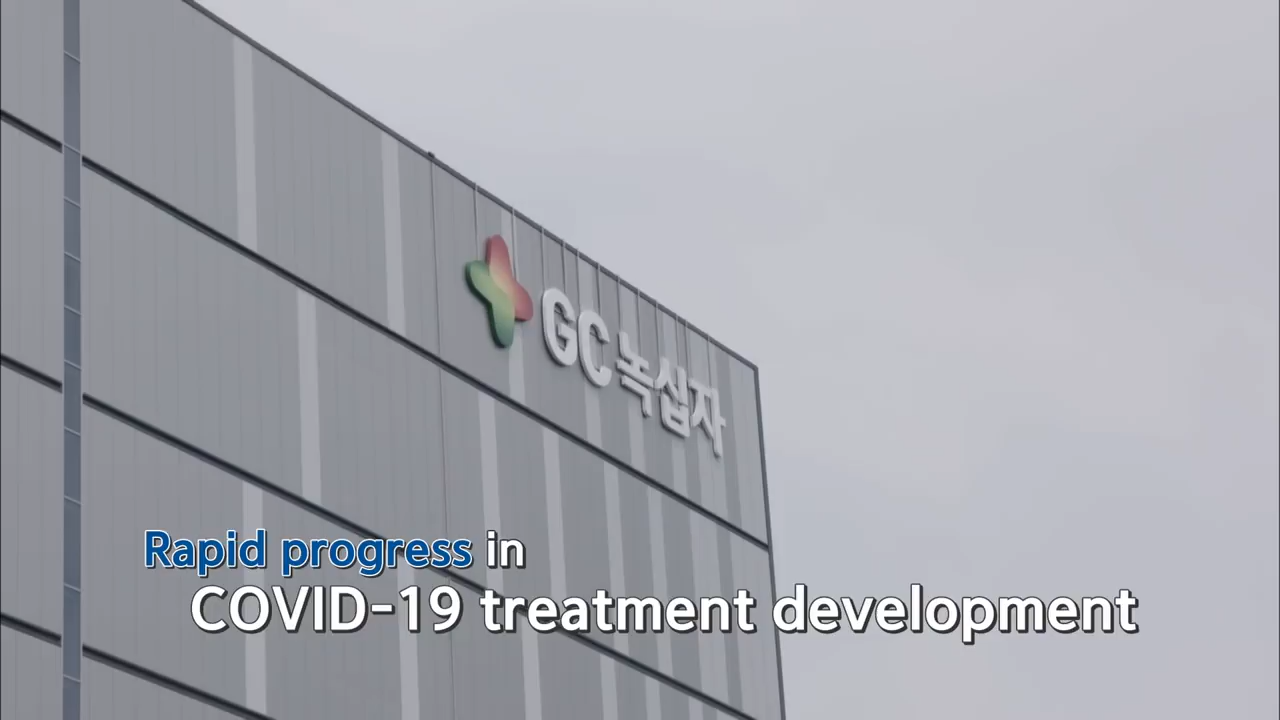 GC 녹십자
Rapid progress in
COVID-19 treatment development